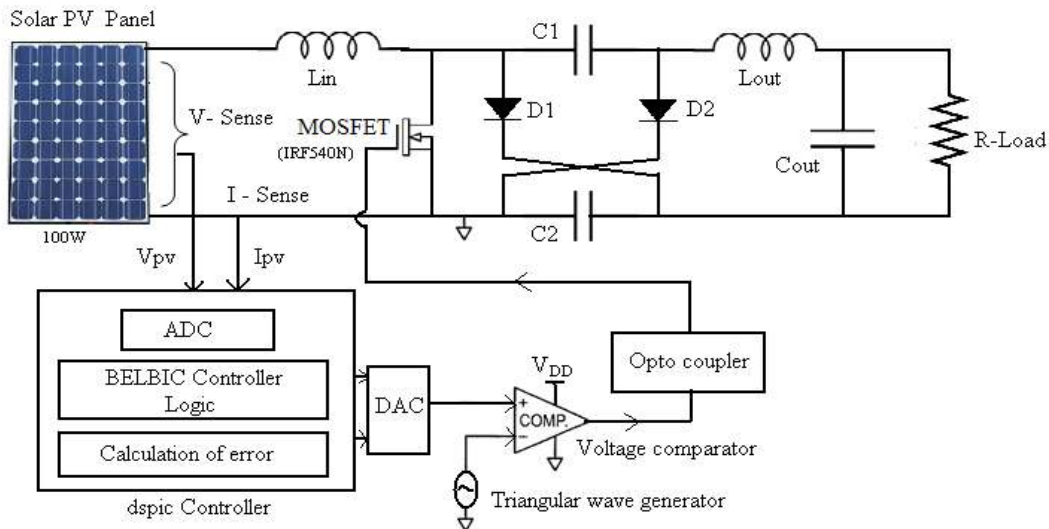 Solar PV Panel
C1
Lin
Lout
V- Sense
D1
D2
MOSFET
(IRF540N)
R-Load
Cout
I - Sense
100W
C2
Vpv
Ipv
ADC
BELBIC Controller
Logic
Calculation of error
dspic Controller
DAC
VDD
+
COMP.
−
Opto coupler
Voltage comparator
Triangular wave generator